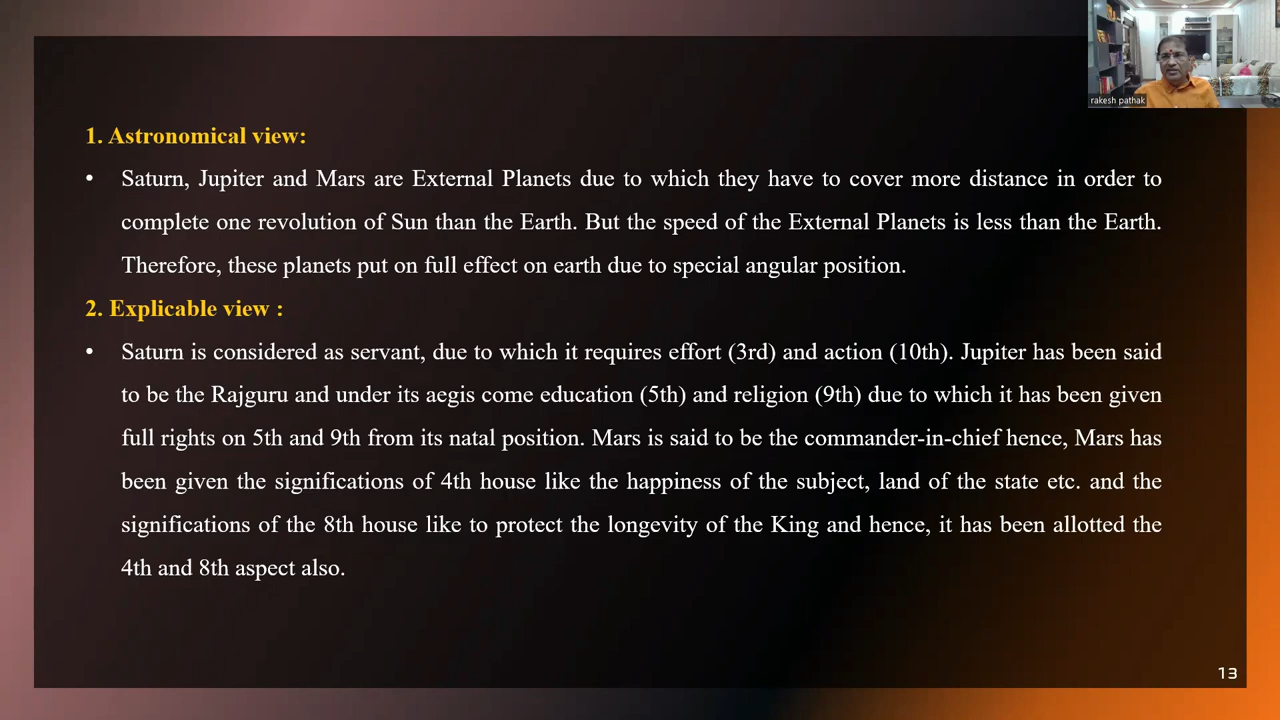 rakesh pathak
1. Astronomical view:
• Saturn, Jupiter and Mars are External Planets due to which they have to cover more distance in order to
complete one revolution of Sun than the Earth. But the speed of the External Planets is less than the Earth.
Therefore, these planets put on full effect on earth due to special angular position.
2. Explicable view :
• Saturn is considered as servant, due to which it requires effort (3rd) and action (10th). Jupiter has been said
to be the Rajguru and under its aegis come education (5th) and religion (9th) due to which it has been given
full rights on 5th and 9th from its natal position. Mars is said to be the commander-in-chief hence, Mars has
been given the significations of 4th house like the happiness of the subject, land of the state etc. and the
significations of the 8th house like to protect the longevity of the King and hence, it has been allotted the
4th and 8th aspect also.
13